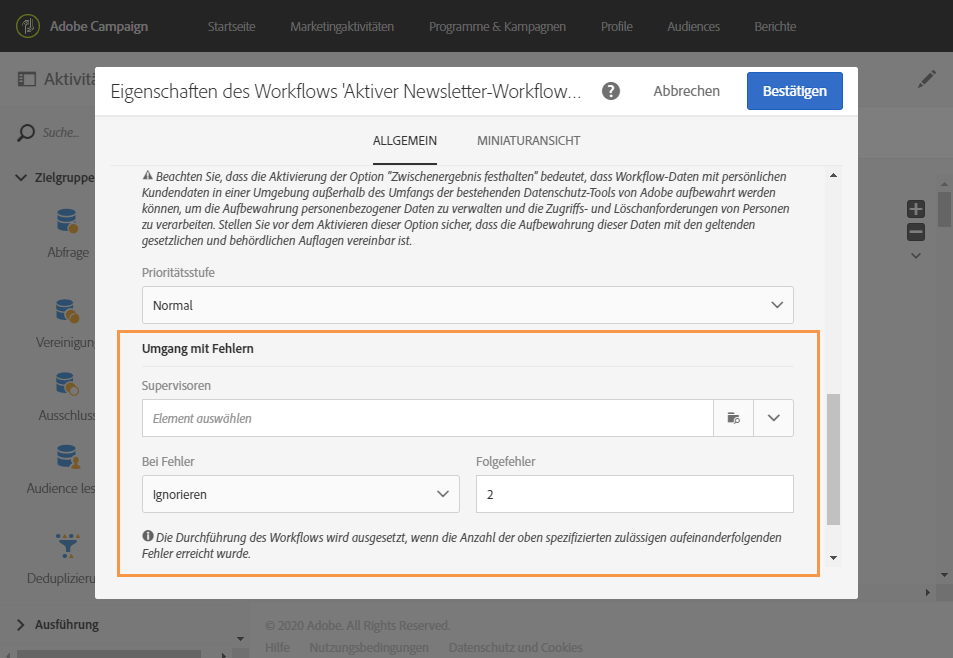 Adobe Campaign
Startseite
Marketingaktivitäten
Programme & Kampagnen
Profile
Audiences
Berichte
Aktivitä
Eigenschaften des Workflows 'Aktiver Newsletter-Workflow...
?
Abbrechen
Bestätigen
Suche...
ALLGEMEIN
MINIATURANSICHT
Zielgruppe
Abfrage
Vereinigung
Ausschluss
Audience les
Deduplizieru
Ausführung
Beachten Sie, dass die Aktivierung der Option "Zwischenergebnis festhalten" bedeutet, dass Workflow-Daten mit persönlichen
Kundendaten in einer Umgebung außerhalb des Umfangs der bestehenden Datenschutz-Tools von Adobe aufbewahrt werden
können, um die Aufbewahrung personenbezogener Daten zu verwalten und die Zugriffs- und Löschanforderungen von Personen
zu verarbeiten. Stellen Sie vor dem Aktivieren dieser Option sicher, dass die Aufbewahrung dieser Daten mit den geltenden
gesetzlichen und behördlichen Auflagen vereinbar ist.
Prioritätsstufe
Normal
Umgang mit Fehlern
Supervisoren
Element auswählen
Bei Fehler
Folgefehler
Ignorieren
2
Die Durchführung des Workflows wird ausgesetzt, wenn die Anzahl der oben spezifizierten zulässigen aufeinanderfolgenden
Fehler erreicht wurde.
© 2020 Adobe. All Rights Reserved.
Hilfe
Nutzungsbedingungen
Datenschutz und Cookies